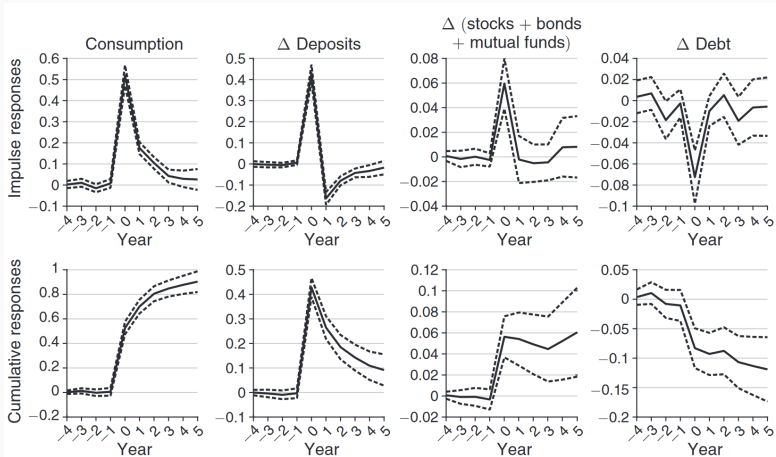 Consumption
Δ Deposits
Δ (stocks + bonds
+ mutual funds)
Δ Debt
Impulse responses
0.6
0.5
0.4
0.3
0.2
0.1
0
−0.1
−4 −3 −2 −1 0 1 2 3 4 5
Year
0.5
0.4
0.3
0.2
0.1
0
−0.1
−0.2
−4 −3 −2 −1 0 1 2 3 4 5
Year
0.08
0.06
0.04
0.02
0
−0.02
−0.04
−4 −3 −2 −1 0 1 2 3 4 5
Year
0.04
0.02
0
−0.02
−0.04
−0.06
−0.08
−0.1
−4 −3 −2 −1 0 1 2 3 4 5
Year
Cumulative responses
1
0.8
0.6
0.4
0.2
0
−0.2
−4 −3 −2 −1 0 1 2 3 4 5
Year
0.5
0.4
0.3
0.2
0.1
0
−0.1
−4 −3 −2 −1 0 1 2 3 4 5
Year
0.12
0.10
0.08
0.06
0.04
0.02
0
−0.02
−4 −3 −2 −1 0 1 2 3 4 5
Year
0.05
0
−0.05
−0.1
−0.15
−0.2
−4 −3 −2 −1 0 1 2 3 4 5
Year